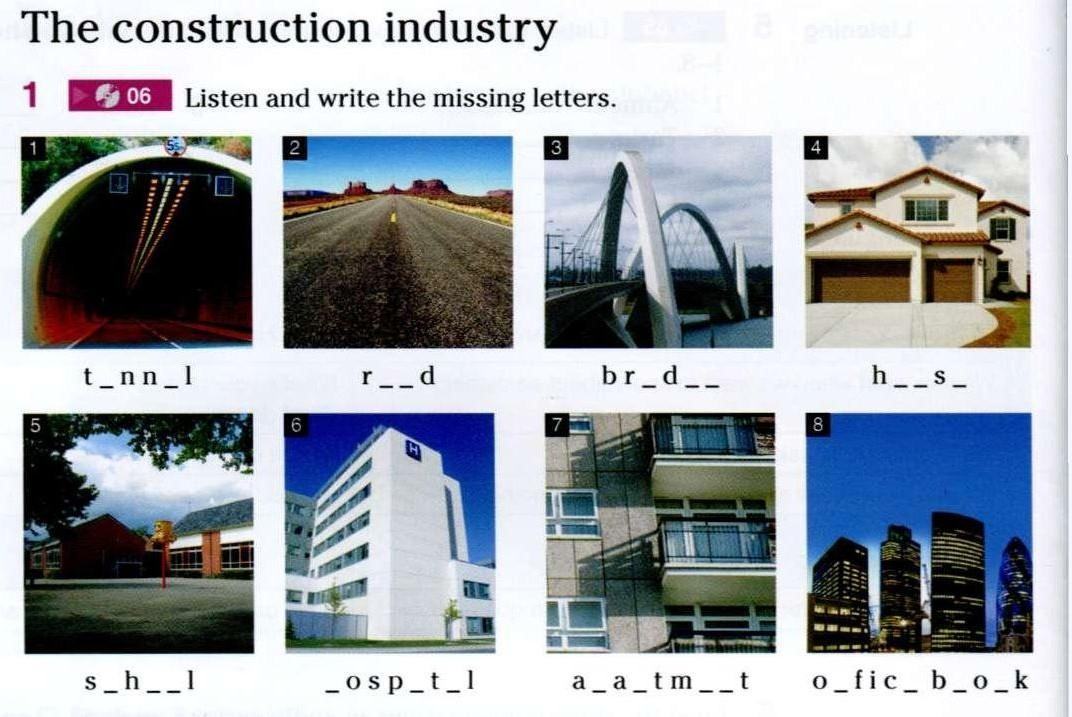 The construction industry
1 06 Listen and write the missing letters.
1 2 3 4
t_nn_l r__d br_d__ h__s_
5 6 7 8
H
s_h__l _osp_t_l a_a_tm__t o_fic_ b_o_k